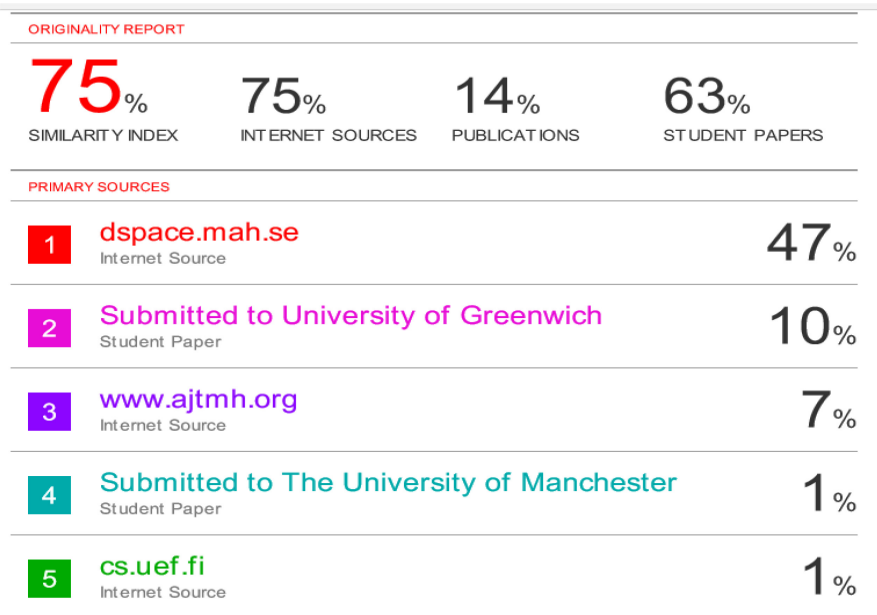 ORIGINALITY REPORT
75%
SIMILARITY INDEX
75%
INTERNET SOURCES
14%
PUBLICATIONS
63%
STUDENT PAPERS
PRIMARY SOURCES
1
dspace.mah.se
Internet Source
47%
2
Submitted to University of Greenwich
Student Paper
10%
3
www.ajtmh.org
Internet Source
7%
4
Submitted to The University of Manchester
Student Paper
1%
5
cs.uef.fi
Internet Source
1%